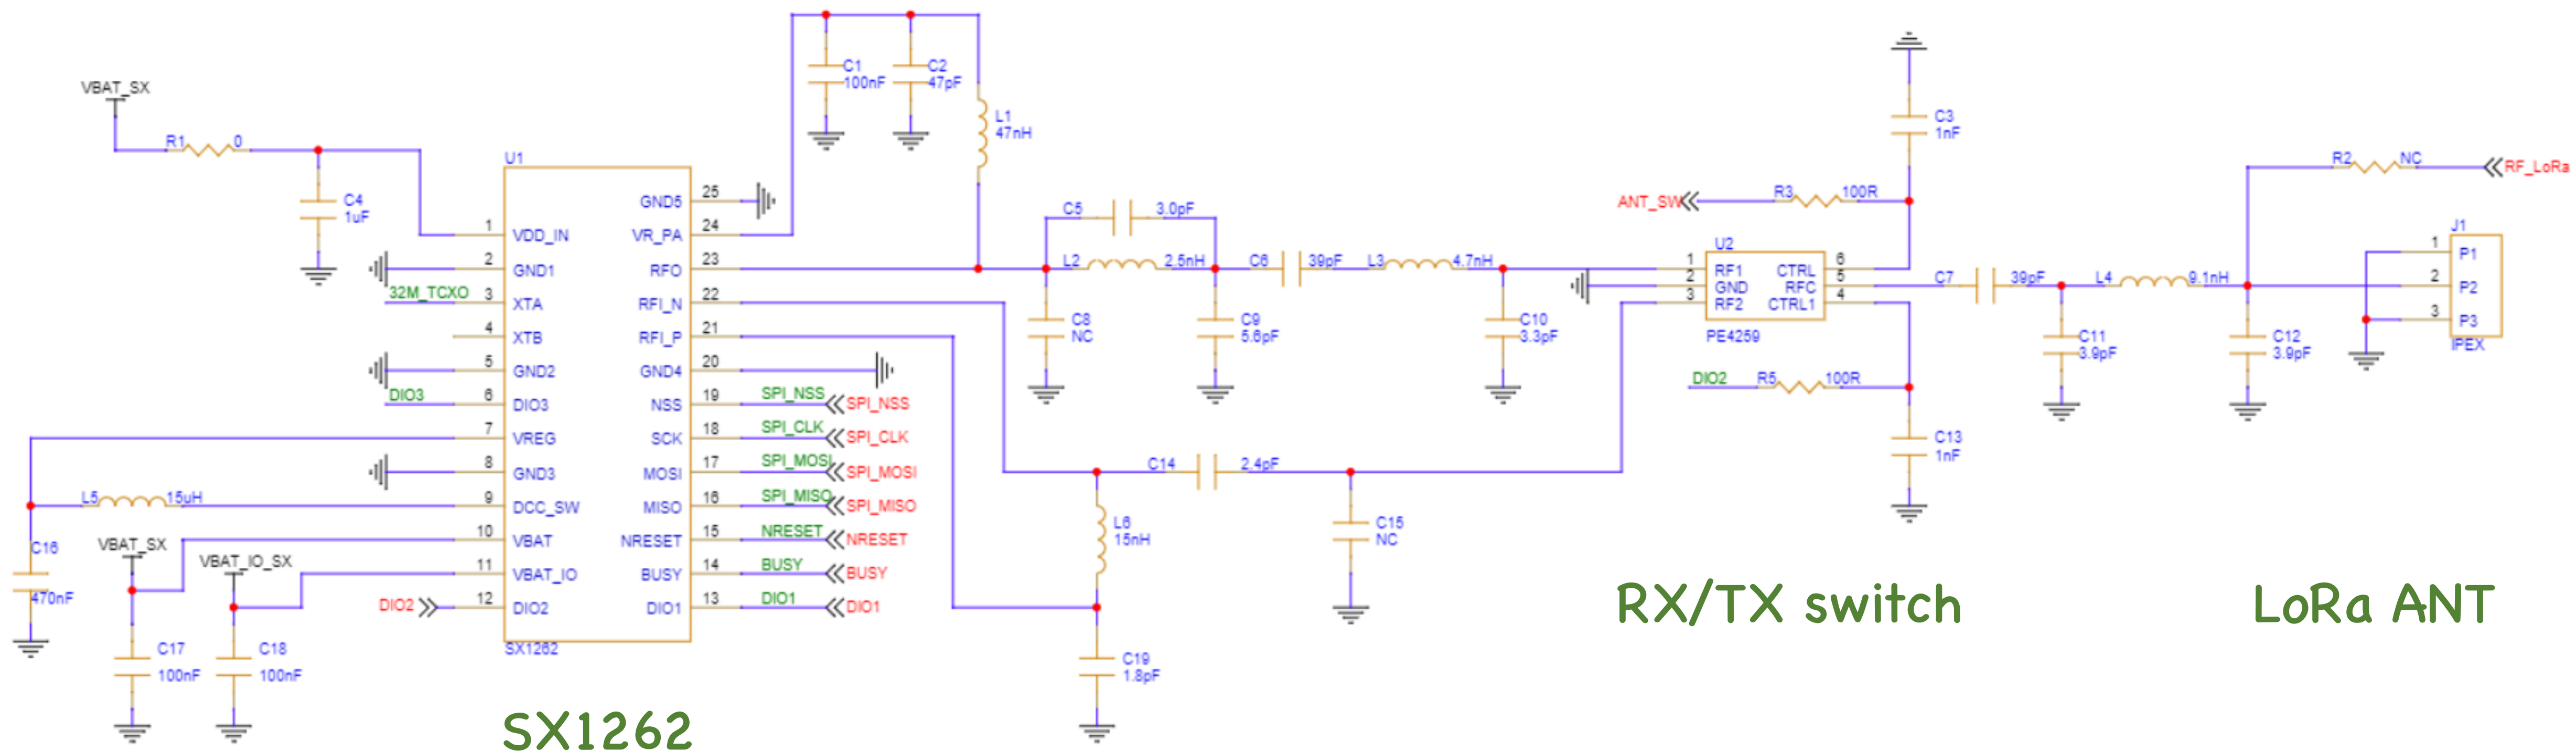 VBAT_SX
R1 0
C4
1uF
C1
100nF
C2
47pF
L1
47nH
U1
1 VDD_IN
2 GND1
32M_TCXO 3 XTA
4 XTB
5 GND2
DIO3 6 DIO3
7 VREG
8 GND3
9 DCC_SW
10 VBAT
11 VBAT_IO
DIO2 12 DIO2
GND5 25
VR_PA 24
RFO 23
RFI_N 22
RFI_P 21
GND4 20
NSS 19 SPI_NSS SPI_NSS
SCK 18 SPI_CLK SPI_CLK
MOSI 17 SPI_MOSI SPI_MOSI
MISO 16 SPI_MISO SPI_MISO
NRESET 15 NRESET NRESET
BUSY 14 BUSY BUSY
DIO1 13 DIO1 DIO1
SX1262
L5 15uH
C16
470nF
VBAT_SX
VBAT_IO_SX
C17
100nF
C18
100nF
C5 3.0pF
L2 2.5nH
C6 39pF
L3 4.7nH
C8
NC
C9
5.6pF
C10
3.3pF
C14 2.4pF
L6
15nH
C15
NC
C19
1.8pF
C3
1nF
ANT_SW R3 100R
U2
1 RF1 CTRL 6
2 GND RFC 5
3 RF2 CTRL1 4
PE4259
DIO2 R5 100R
C13
1nF
C7 39pF
L4 9.1nH
C11
3.9pF
C12
3.9pF
R2 NC RF_LoRa
J1
1 P1
2 P2
3 P3
IPEX
RX/TX switch
LoRa ANT
SX1262